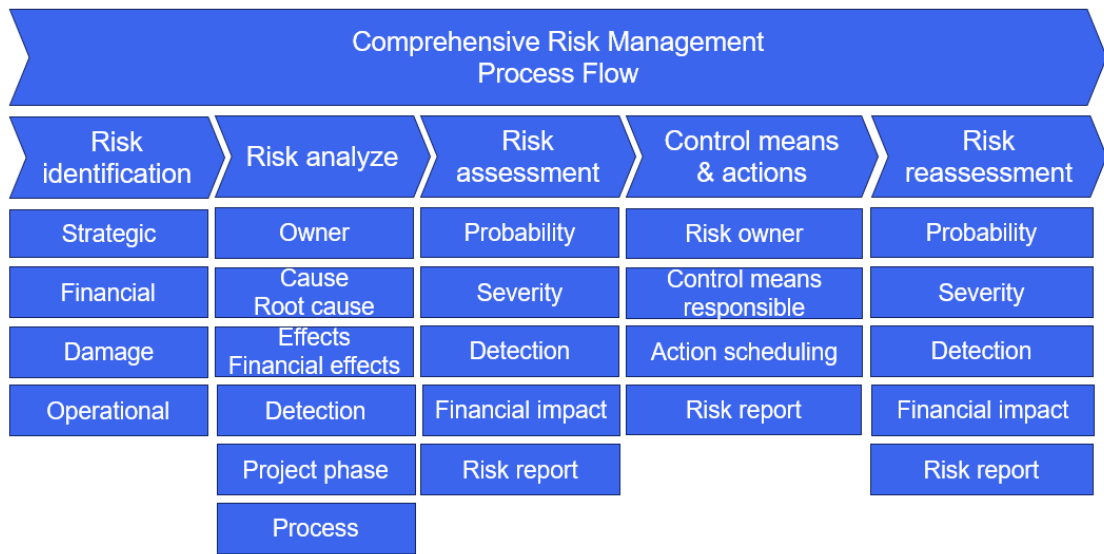 Comprehensive Risk Management
Process Flow
Risk
identification
Risk analyze
Risk
assessment
Control means
& actions
Risk
reassessment
Strategic
Financial
Damage
Operational
Owner
Cause
Root cause
Effects
Financial effects
Detection
Project phase
Process
Probability
Severity
Detection
Financial impact
Risk report
Risk owner
Control means
responsible
Action scheduling
Risk report
Probability
Severity
Detection
Financial impact
Risk report